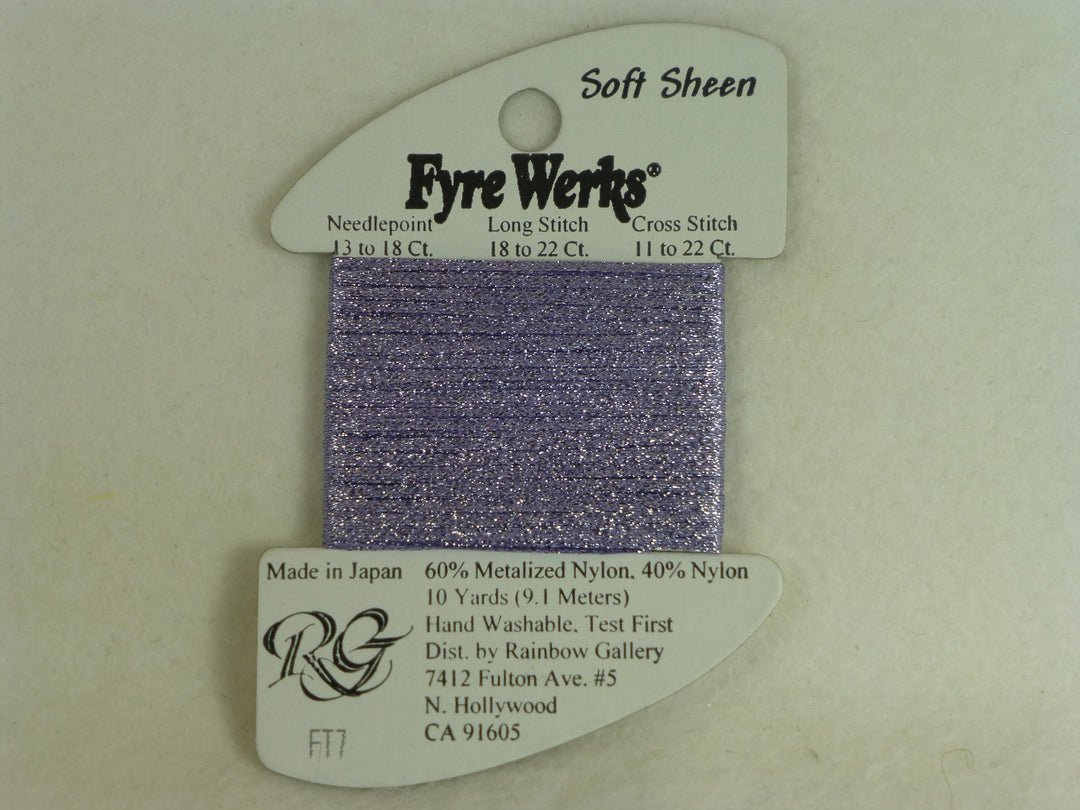 Soft Sheen
Fyre Werks®
Needlepoint Long Stitch Cross Stitch
13 to 18 Ct. 18 to 22 Ct. 11 to 22 Ct.
Made in Japan
60% Metalized Nylon, 40% Nylon
10 Yards (9.1 Meters)
Hand Washable, Test First
Dist. by Rainbow Gallery
7412 Fulton Ave. #5
N. Hollywood
CA 91605
RG
FT7